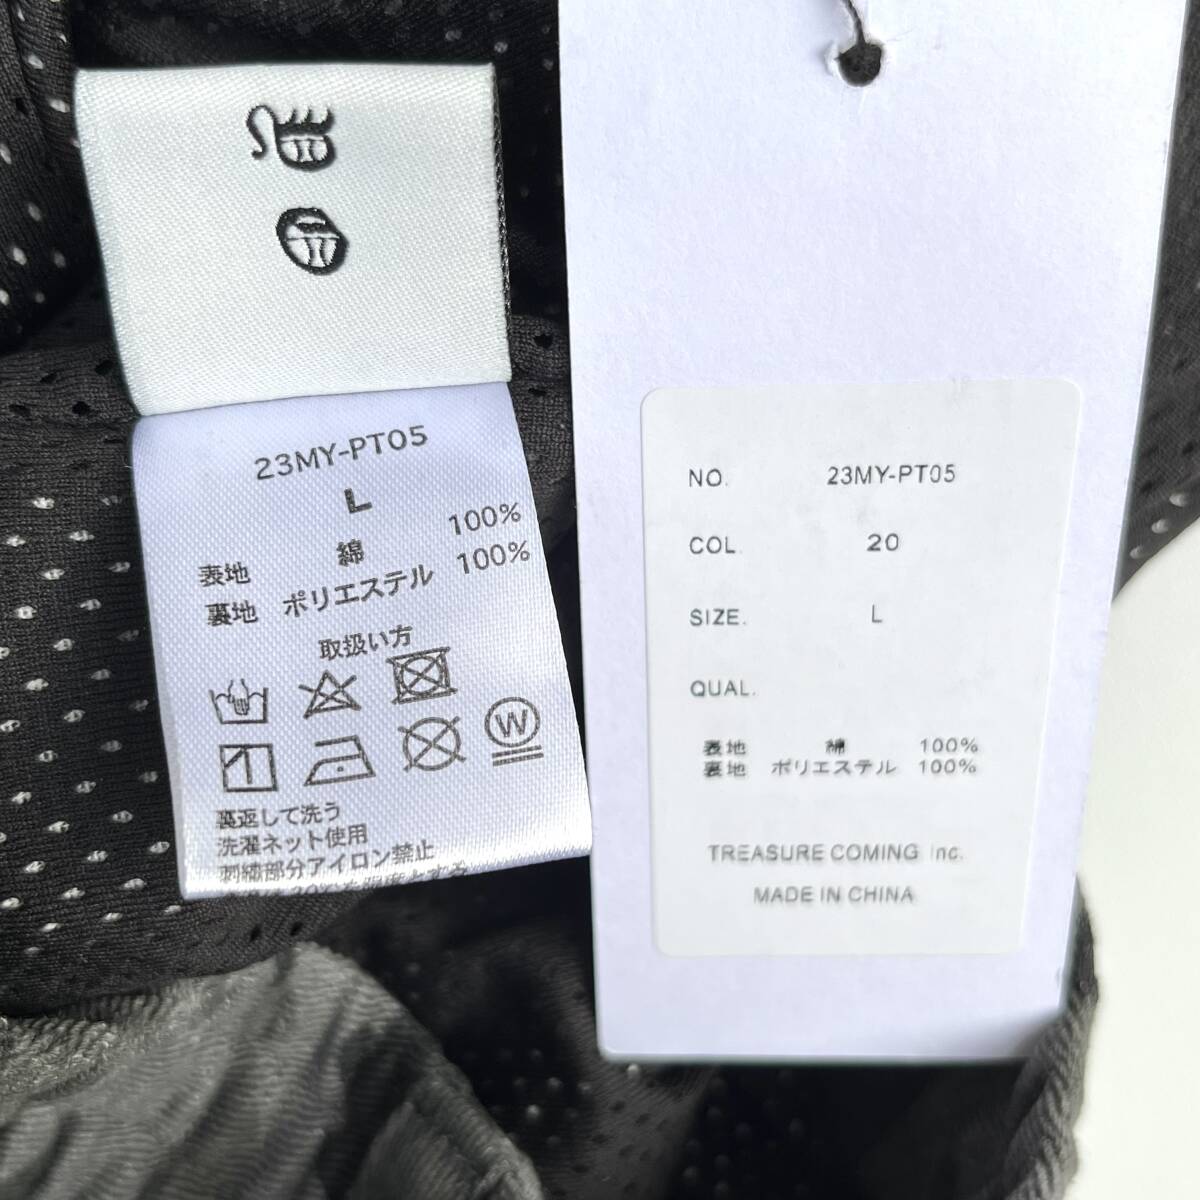 23MY-PT05
L
表地 綿 100%
裏地 ポリエステル 100%
取扱い方
W
裏返して洗う
洗濯ネット使用
刺繍部分アイロン禁止
NO. 23MY-PT05
COL. 20
SIZE. L
QUAL.
表地 綿 100%
裏地 ポリエステル 100%
TREASURE COMING Inc.
MADE IN CHINA